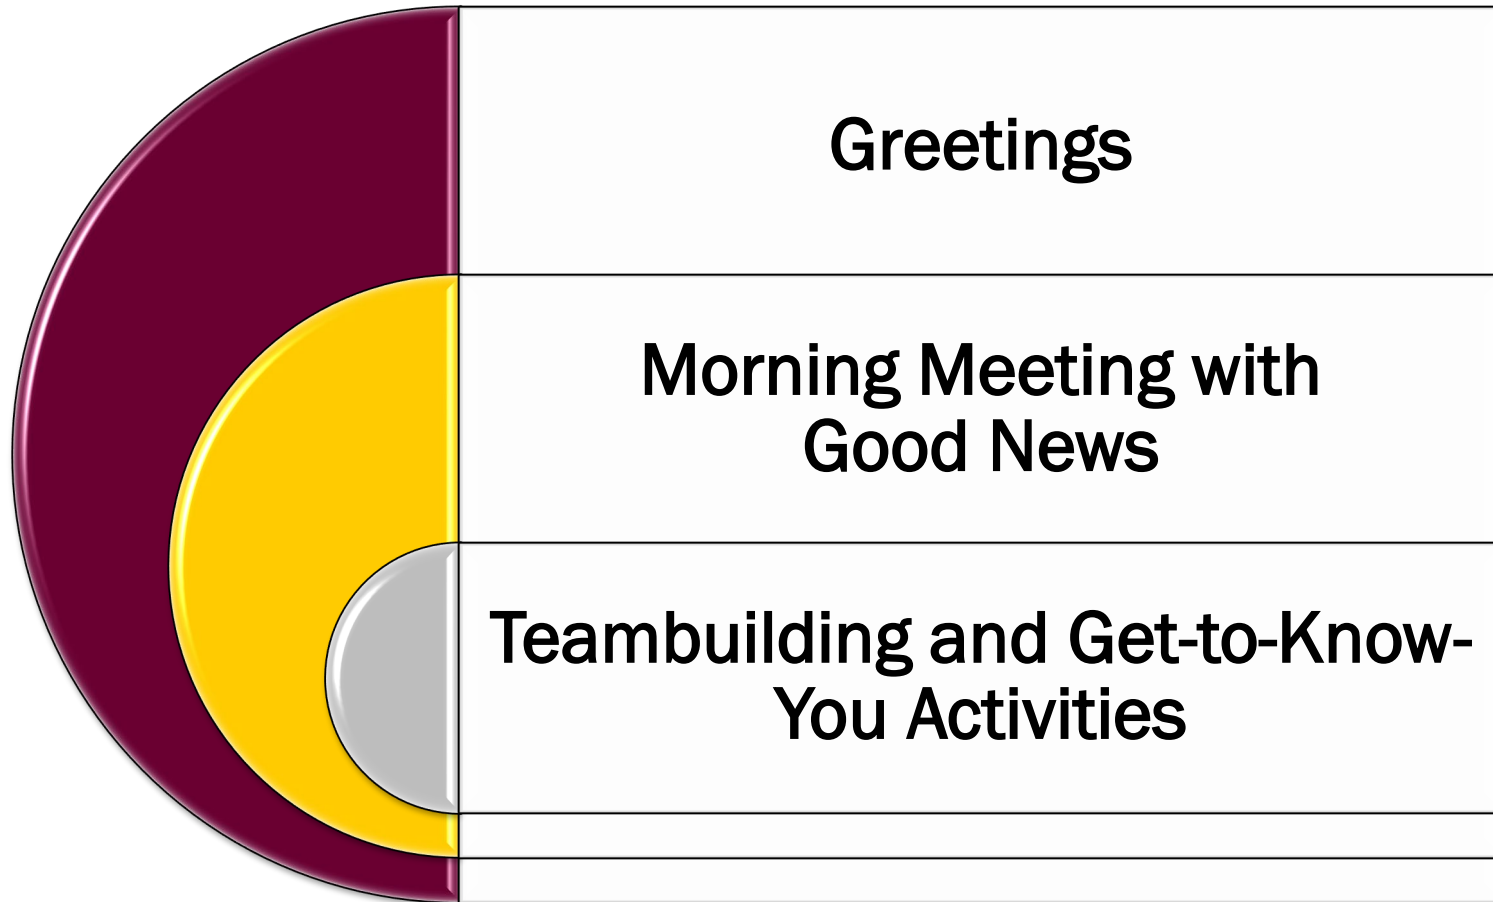 Greetings
Morning Meeting with
Good News
Teambuilding and Get-to-Know-
You Activities